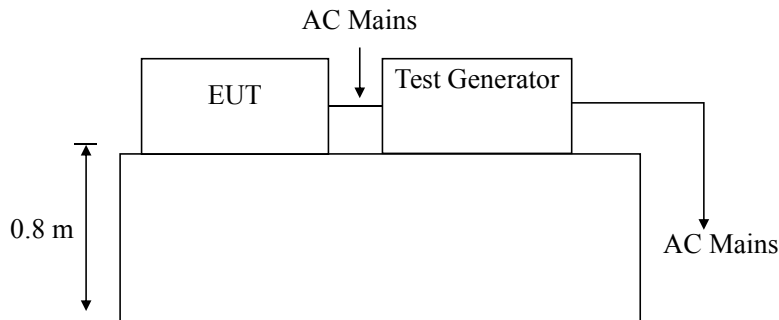 AC Mains
EUT
Test Generator
0.8 m
AC Mains